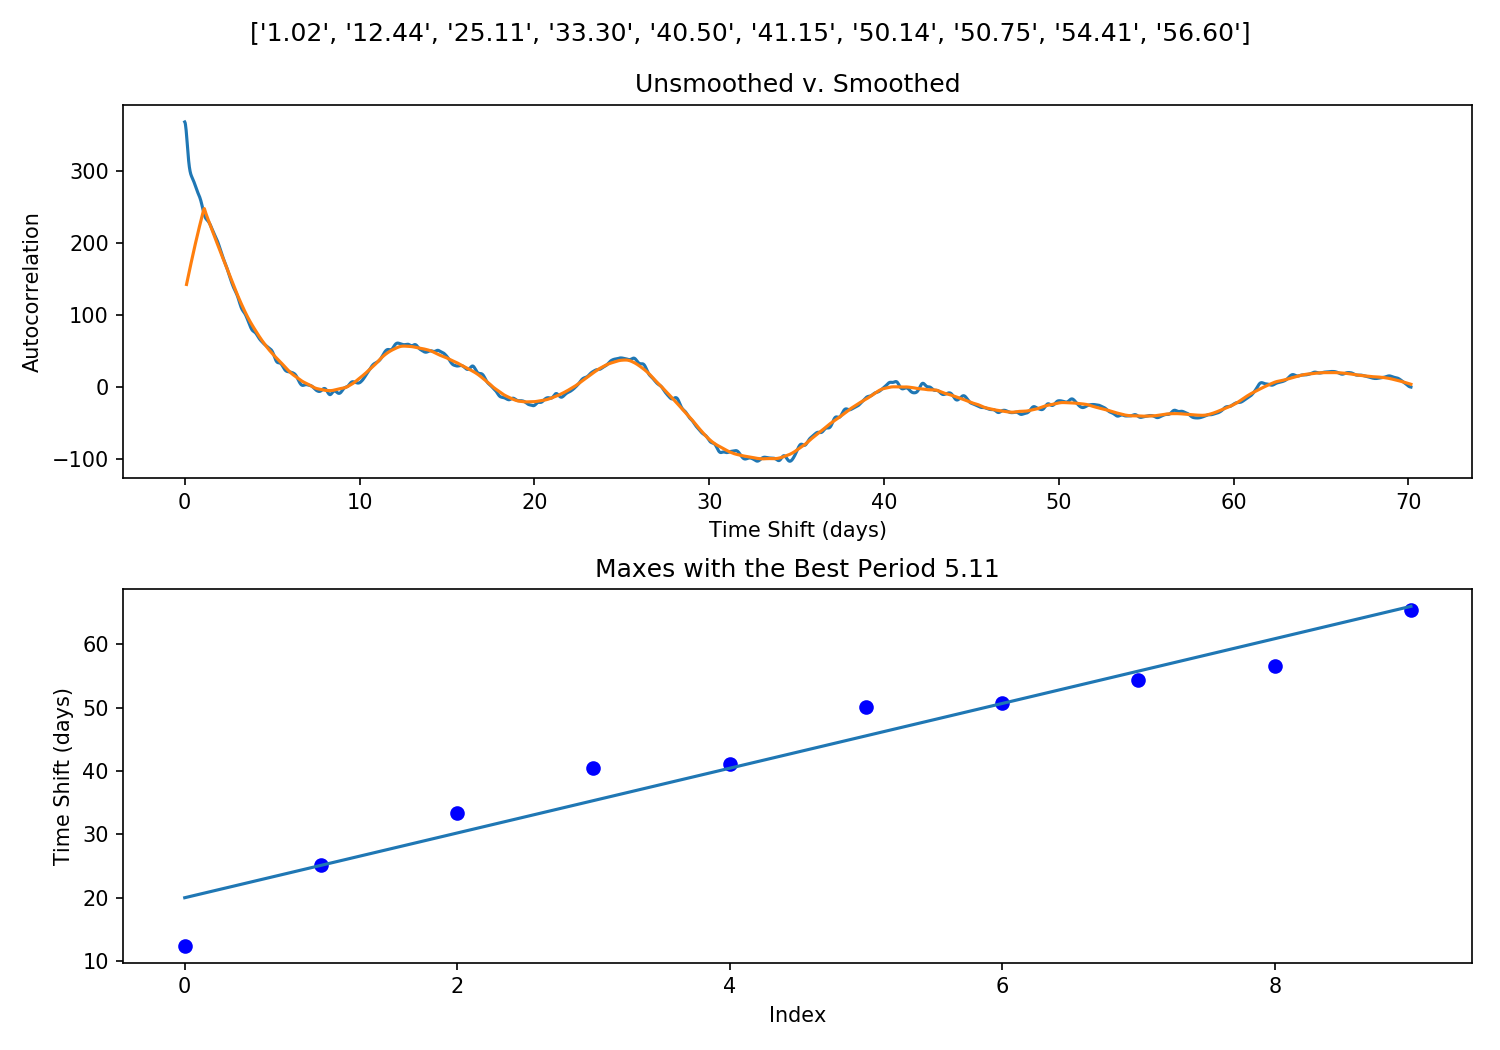 ['1.02', '12.44', '25.11', '33.30', '40.50', '41.15', '50.14', '50.75', '54.41', '56.60']
Unsmoothed v. Smoothed
Autocorrelation
300
200
100
0
−100
0 10 20 30 40 50 60 70
Time Shift (days)
Maxes with the Best Period 5.11
Time Shift (days)
60
50
40
30
20
10
0 2 4 6 8
Index